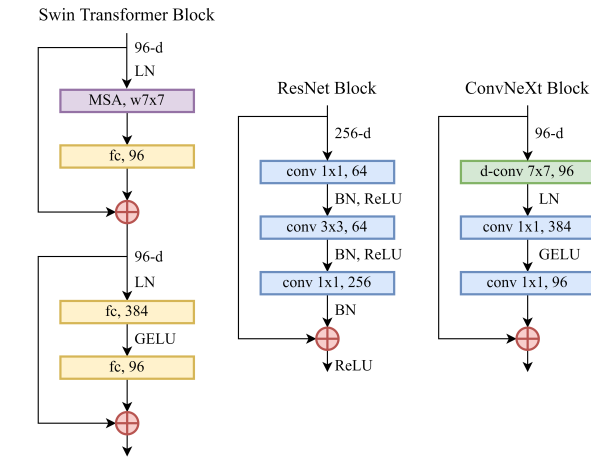 Swin Transformer Block
96-d
LN
MSA, w7x7
fc, 96
96-d
LN
fc, 384
GELU
fc, 96
ResNet Block
256-d
conv 1x1, 64
BN, ReLU
conv 3x3, 64
BN, ReLU
conv 1x1, 256
BN
ReLU
ConvNeXt Block
96-d
d-conv 7x7, 96
LN
conv 1x1, 384
GELU
conv 1x1, 96